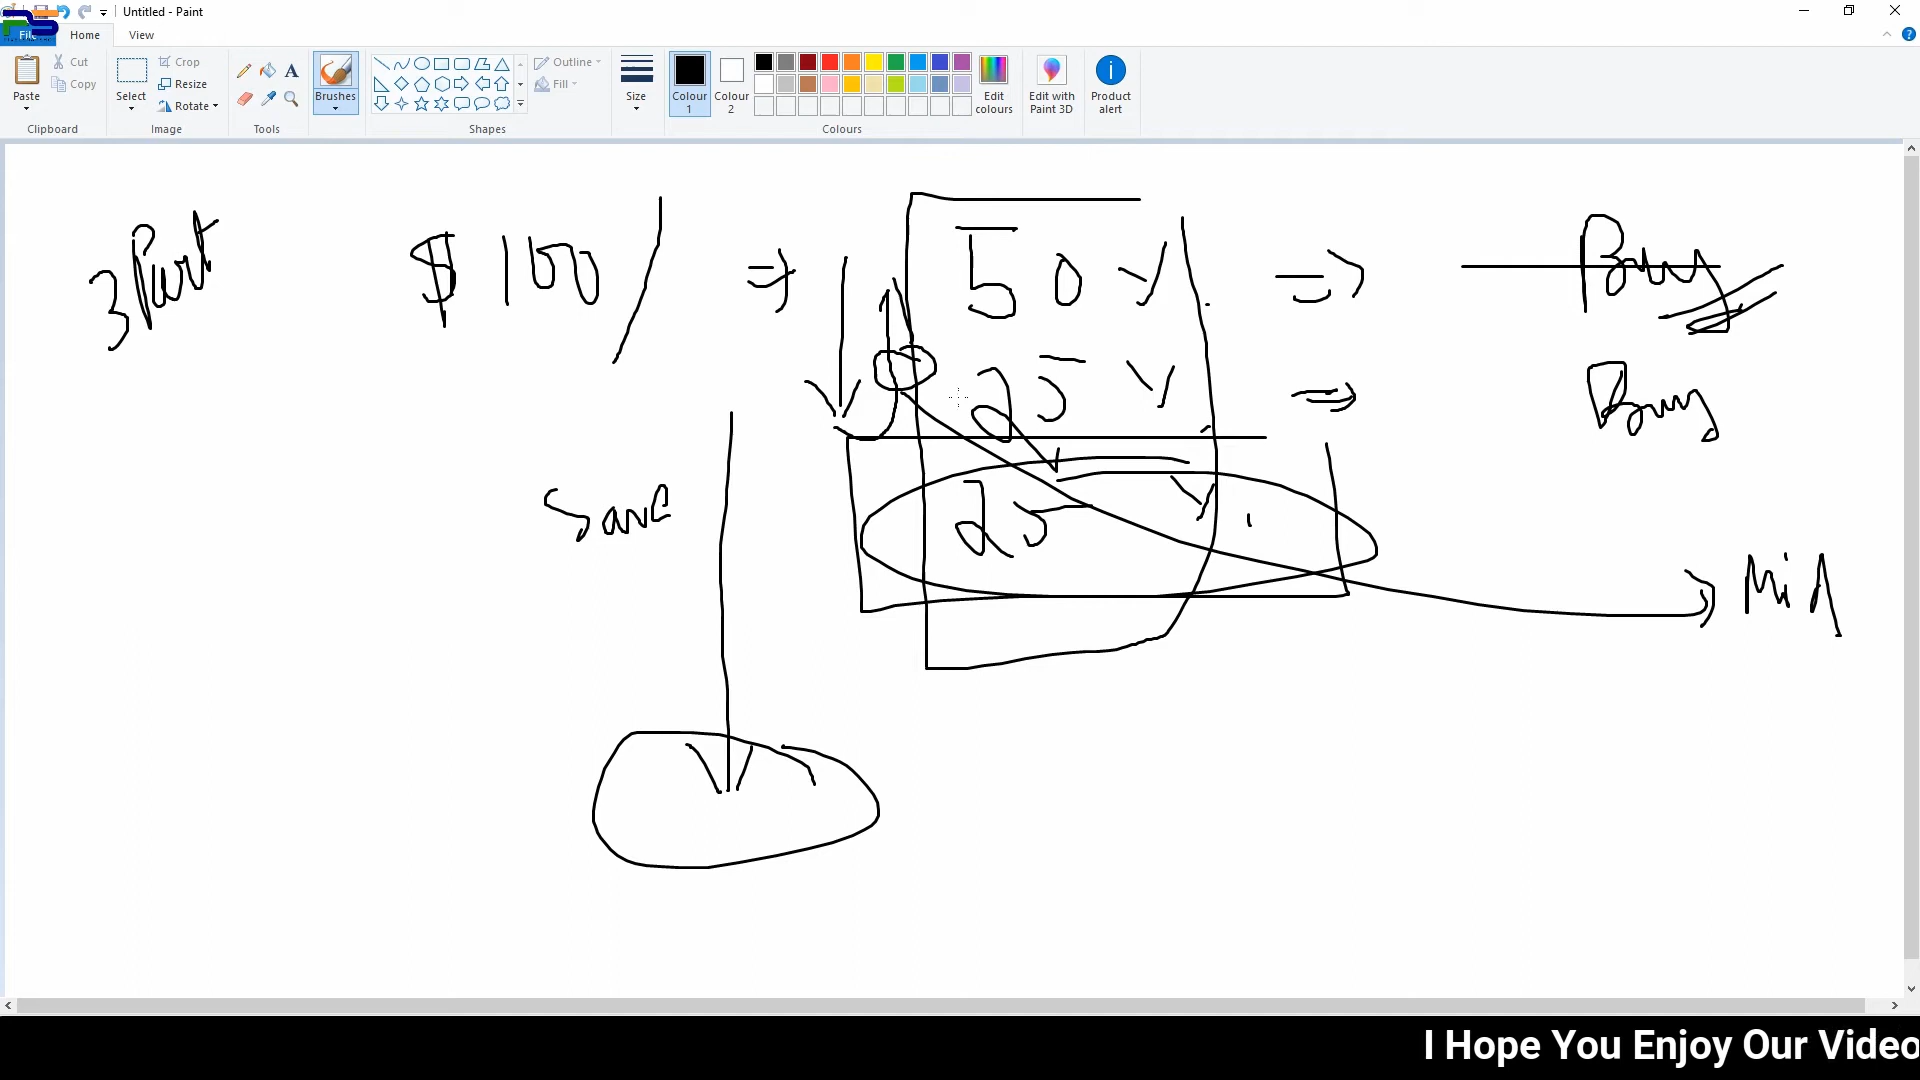 Untitled - Paint
File Home View
Paste
Cut
Copy
Clipboard
Select
Crop
Resize
Rotate
Image
Tools
Brushes
Shapes
Outline
Fill
Size
Colour 1
Colour 2
Colours
Edit colours
Edit with Paint 3D
Product alert
3 Part $ 100 / ⇒ 50 Y. ⇒ Buy
25 Y ⇒ Buy
Save 25 Y
Mid
I Hope You Enjoy Our Video